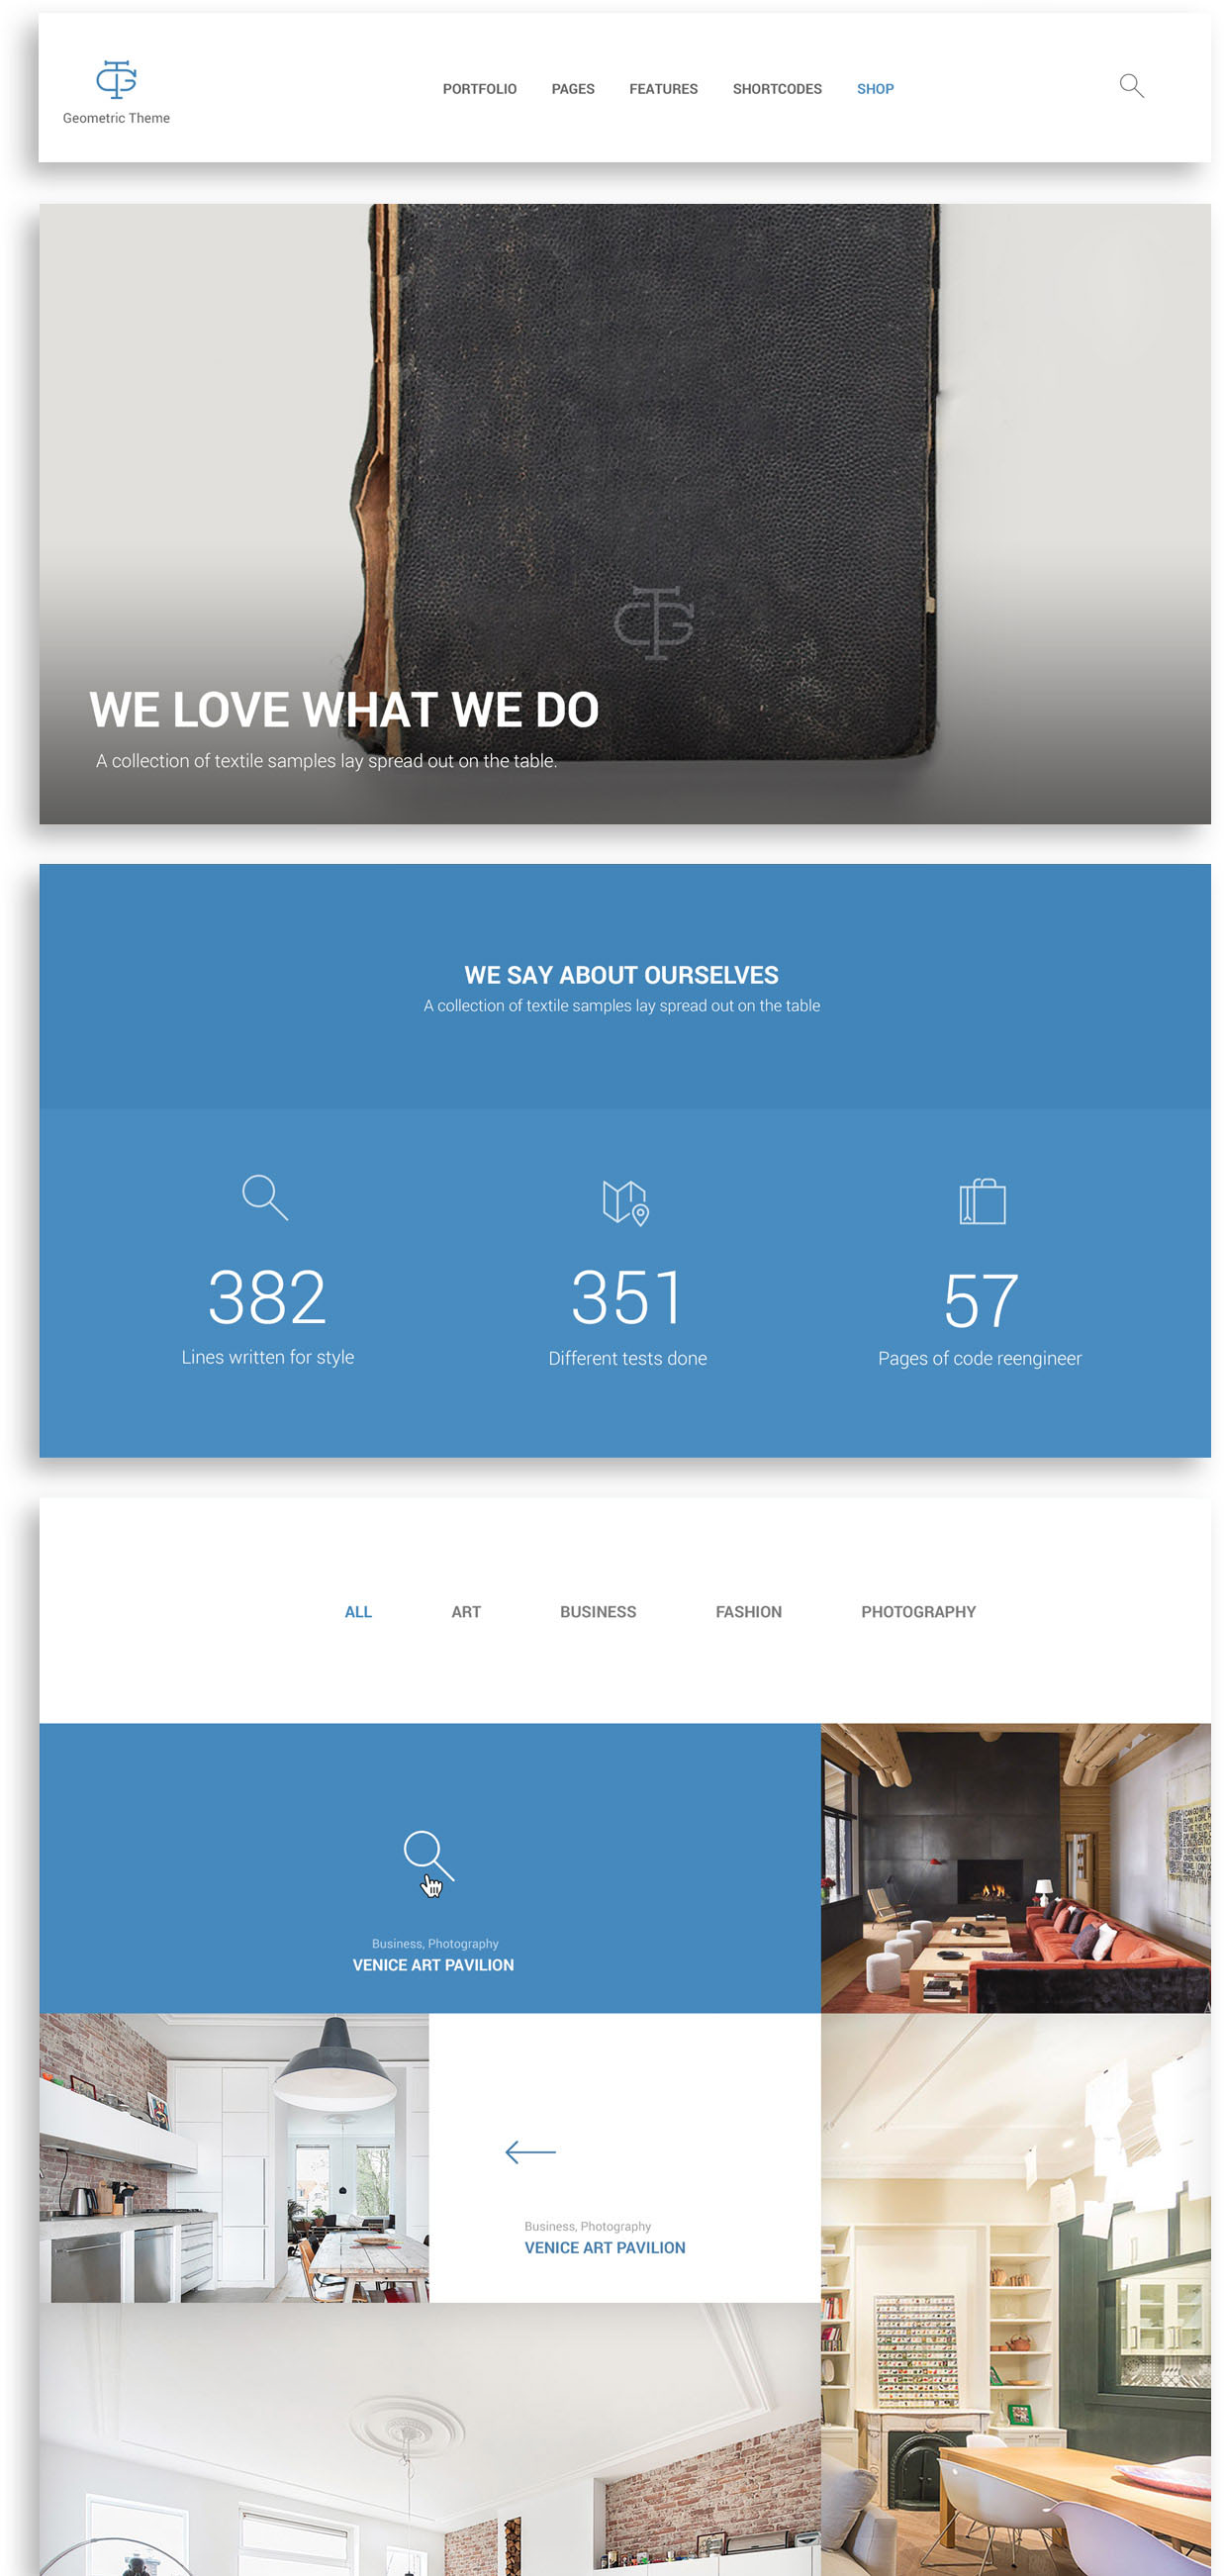 Geometric Theme
PORTFOLIO PAGES FEATURES SHORTCODES SHOP
WE LOVE WHAT WE DO
A collection of textile samples lay spread out on the table.
WE SAY ABOUT OURSELVES
A collection of textile samples lay spread out on the table
382
Lines written for style
351
Different tests done
57
Pages of code reengineer
ALL ART BUSINESS FASHION PHOTOGRAPHY
Business, Photography
VENICE ART PAVILION
Business, Photography
VENICE ART PAVILION